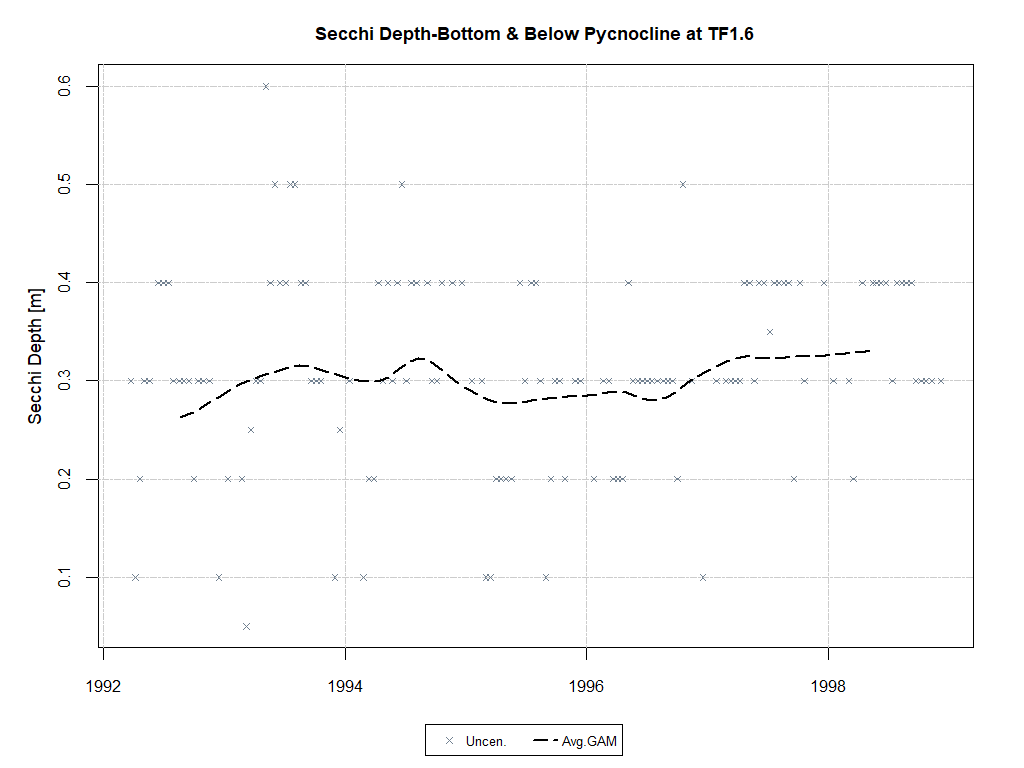 Secchi Depth-Bottom & Below Pycnocline at TF1.6
Secchi Depth [m]
0.6
0.5
0.4
0.3
0.2
0.1
1992 1994 1996 1998
Uncen. Avg.GAM